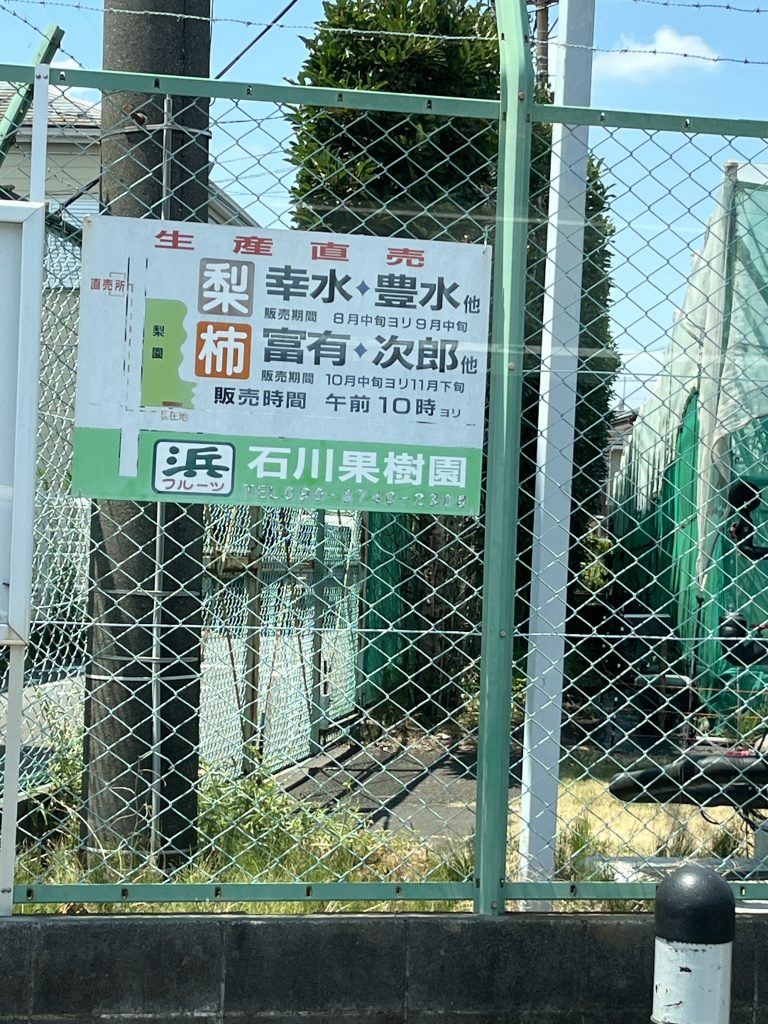 生産直売
直売所
梨 幸水・豊水他
販売期間 8月中旬ヨリ9月中旬
梨園
柿 富有・次郎他
販売期間 10月中旬ヨリ11月下旬
販売時間 午前10時ヨリ
現在地
浜 石川果樹園
フルーツ